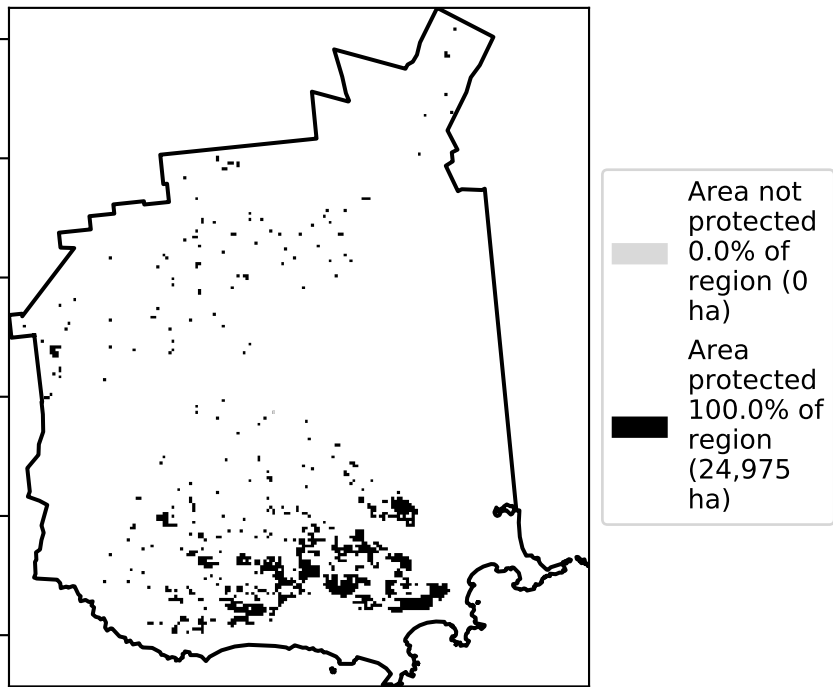 Area not
protected
0.0% of
region (0
ha)
Area
protected
100.0% of
region
(24,975
ha)